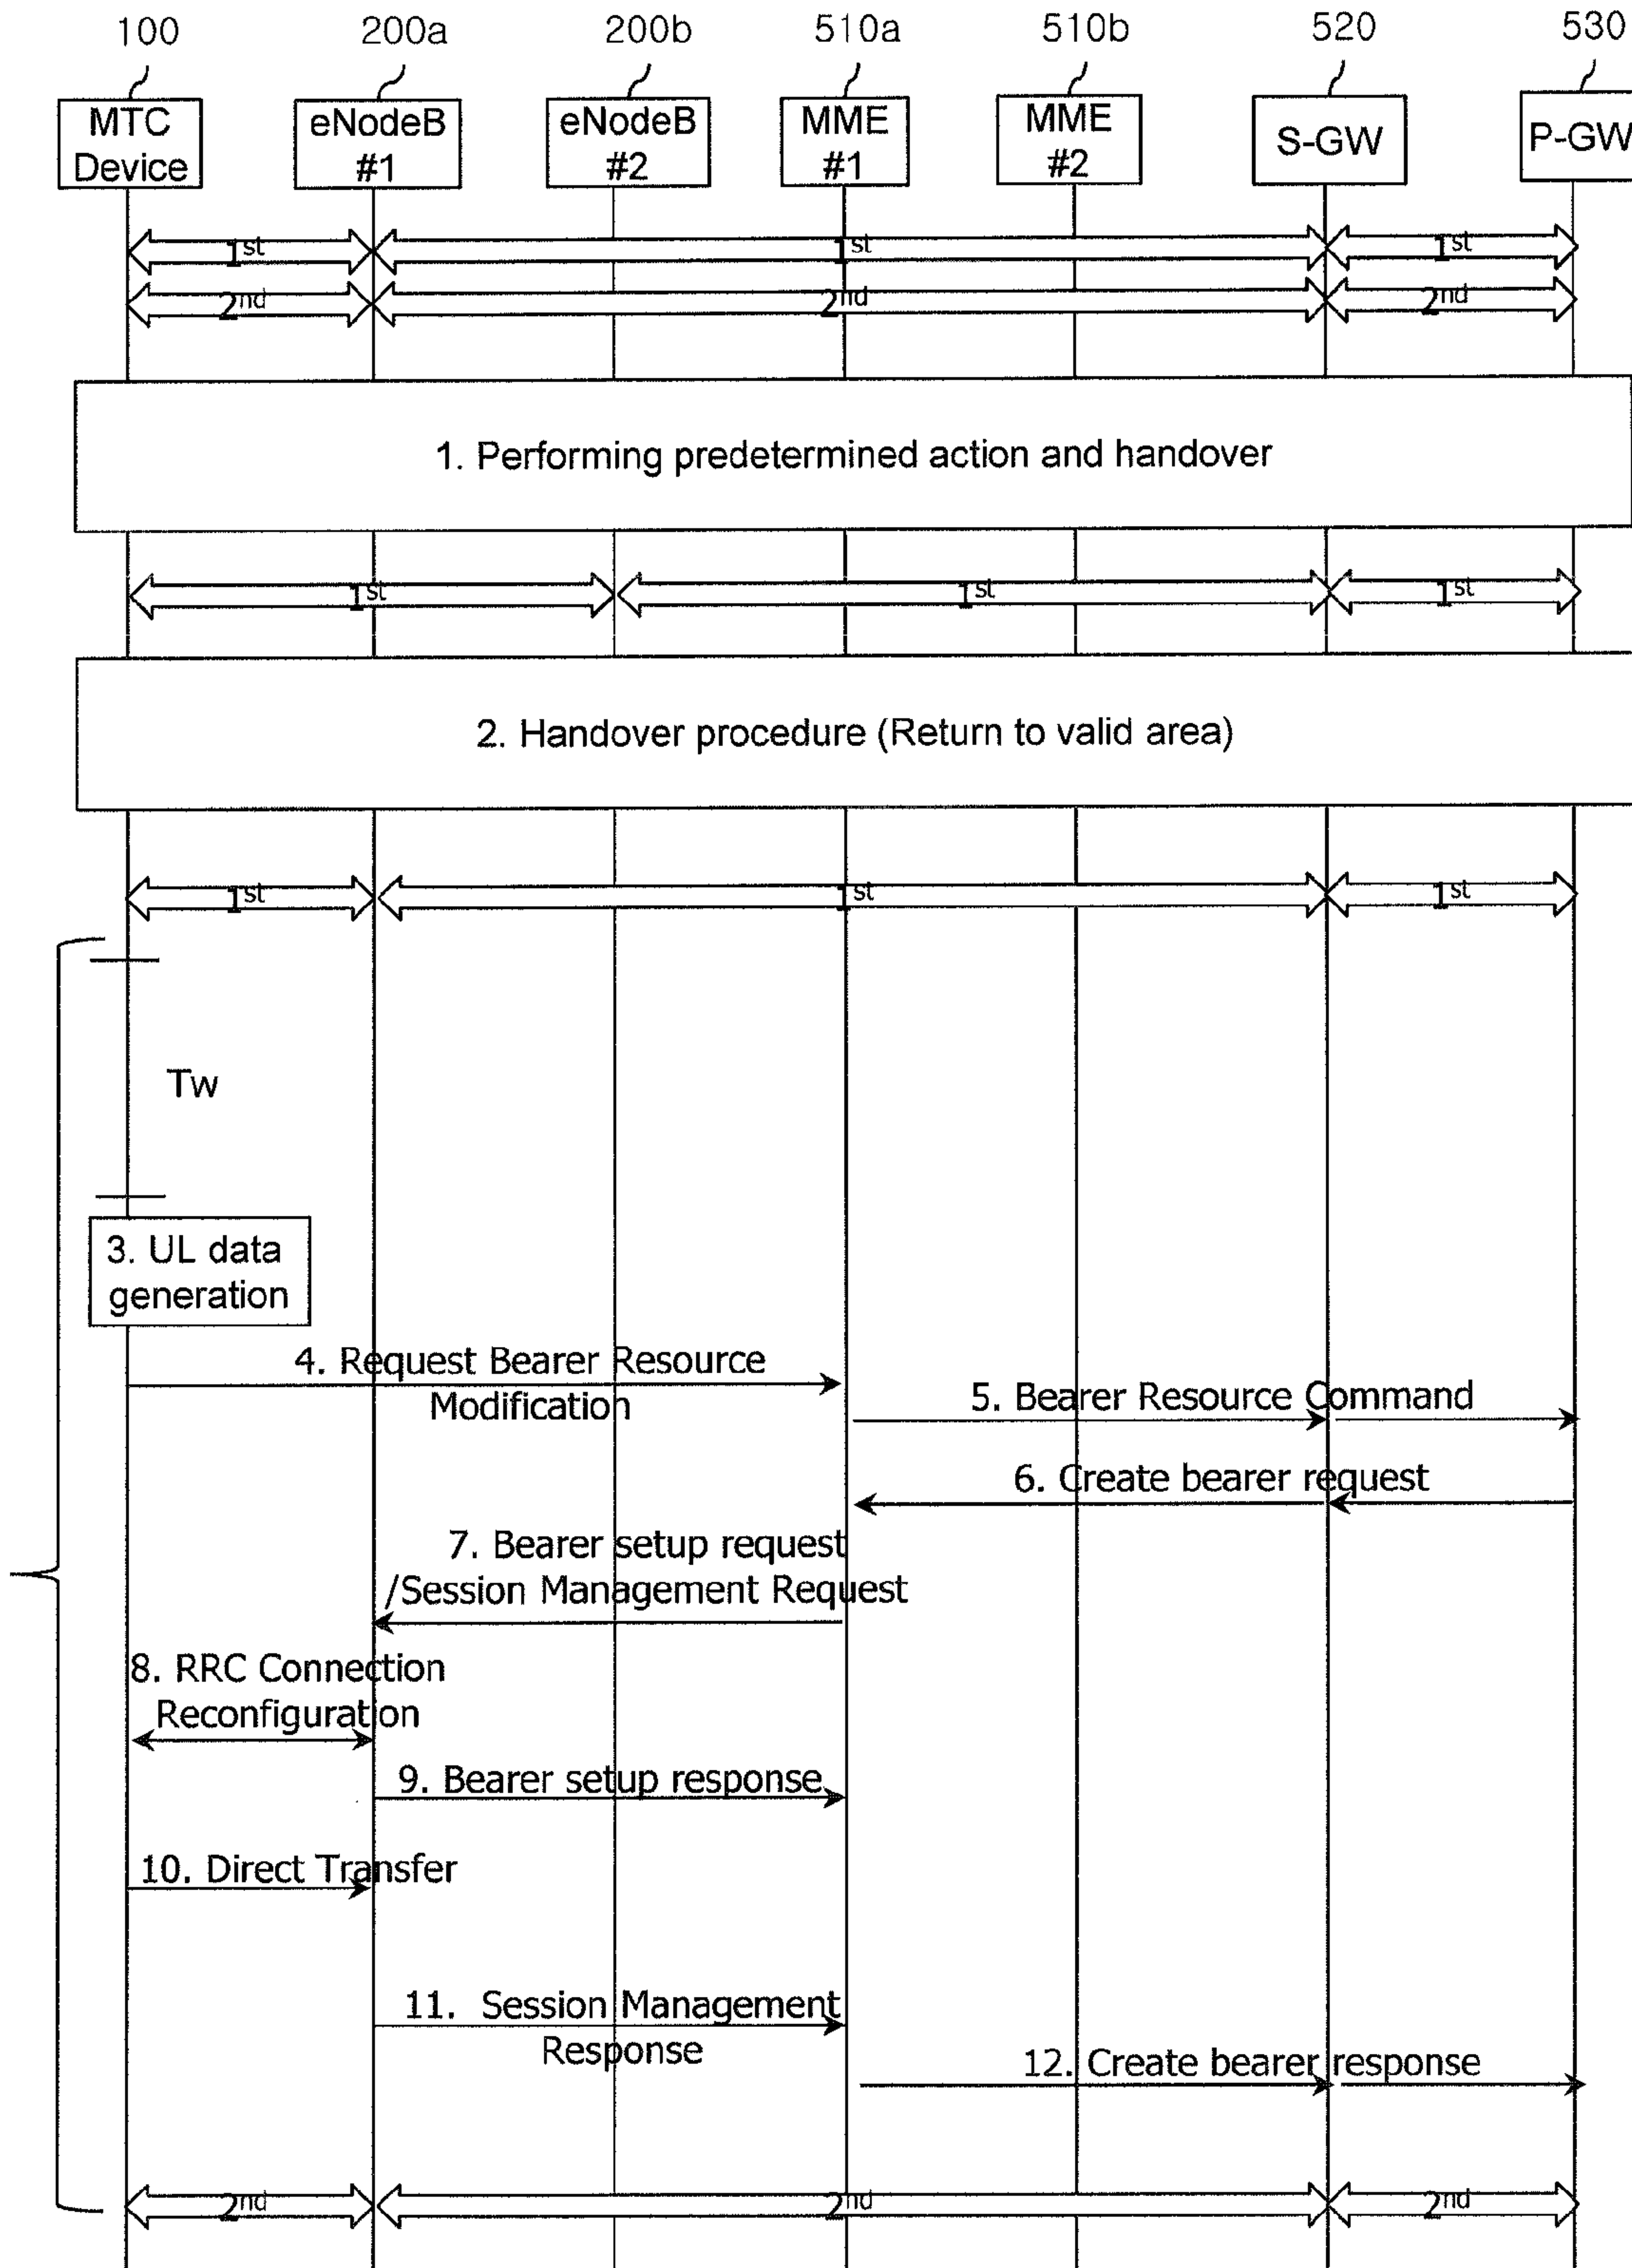 100 200a 200b 510a 510b 520 530
MTC Device
eNodeB #1
eNodeB #2
MME #1
MME #2
S-GW
P-GW
1st 1st 1st
2nd 2nd 2nd
1. Performing predetermined action and handover
1st 1st 1st
2. Handover procedure (Return to valid area)
1st 1st 1st
Tw
3. UL data
generation
4. Request Bearer Resource
Modification
5. Bearer Resource Command
6. Create bearer request
7. Bearer setup request
/Session Management Request
8. RRC Connection
Reconfiguration
9. Bearer setup response
10. Direct Transfer
11. Session Management
Response
12. Create bearer response
2nd 2nd 2nd